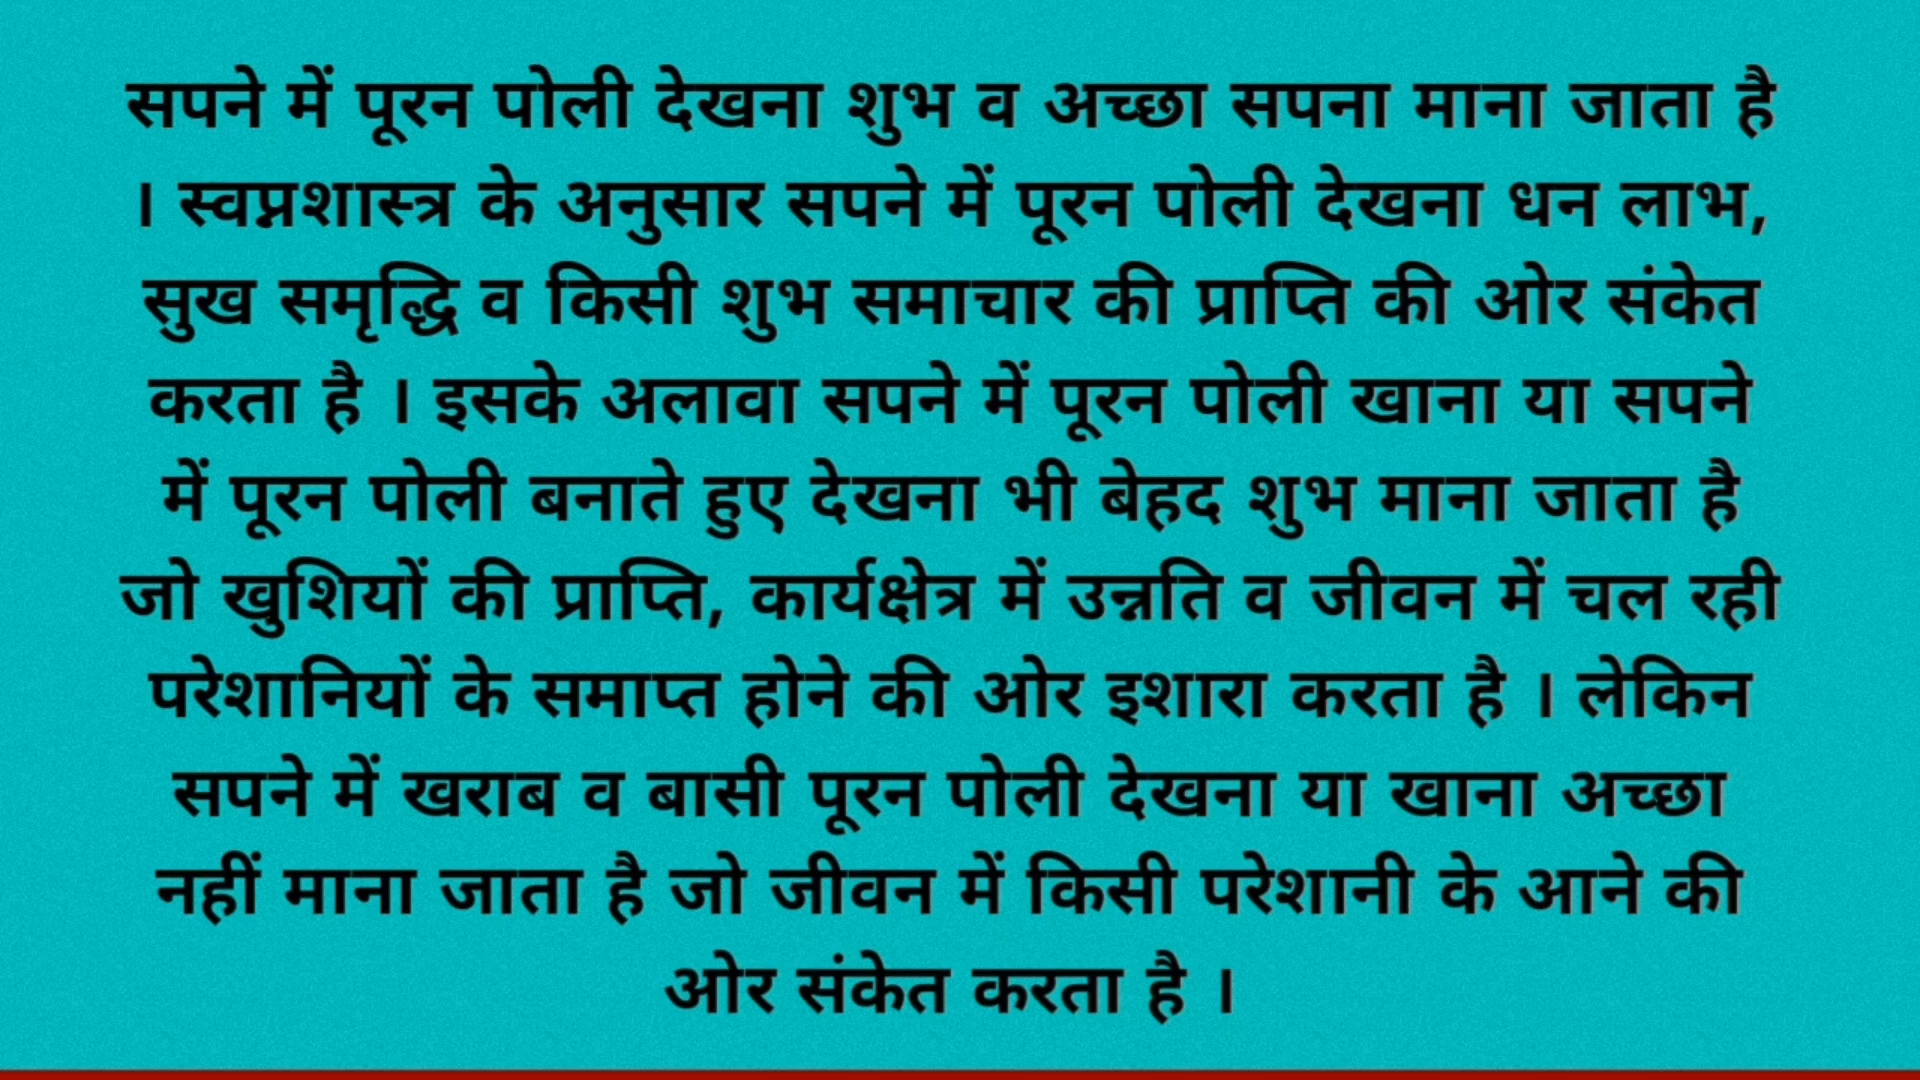 सपने में पूरन पोली देखना शुभ व अच्छा सपना माना जाता है
। स्वप्नशास्त्र के अनुसार सपने में पूरन पोली देखना धन लाभ,
सुख समृद्धि व किसी शुभ समाचार की प्राप्ति की ओर संकेत
करता है । इसके अलावा सपने में पूरन पोली खाना या सपने
में पूरन पोली बनाते हुए देखना भी बेहद शुभ माना जाता है
जो खुशियों की प्राप्ति, कार्यक्षेत्र में उन्नति व जीवन में चल रही
परेशानियों के समाप्त होने की ओर इशारा करता है । लेकिन
सपने में खराब व बासी पूरन पोली देखना या खाना अच्छा
नहीं माना जाता है जो जीवन में किसी परेशानी के आने की
ओर संकेत करता है ।